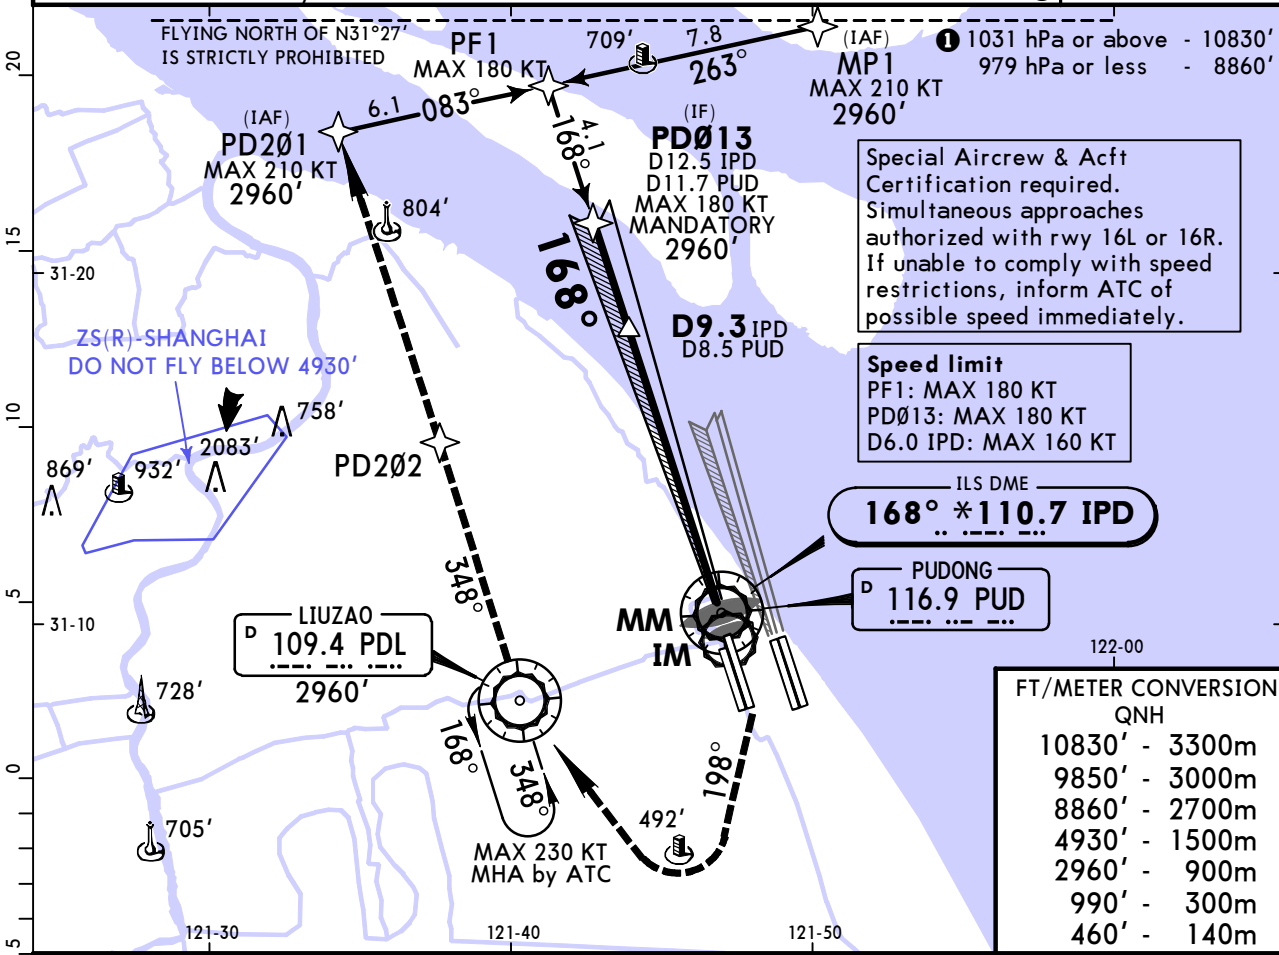 FLYING NORTH OF N31°27'
IS STRICTLY PROHIBITED
PF1
MAX 180 KT
709'
7.8
263°
(IAF)
MP1
MAX 210 KT
2960'
1 1031 hPa or above - 10830'
979 hPa or less - 8860'
20
(IAF)
PD2Ø1
MAX 210 KT
2960'
6.1
083°
4.1
168°
(IF)
PDØ13
D12.5 IPD
D11.7 PUD
MAX 180 KT
MANDATORY
2960'
Special Aircrew & Acft
Certification required.
Simultaneous approaches
authorized with rwy 16L or 16R.
If unable to comply with speed
restrictions, inform ATC of
possible speed immediately.
804'
15
31-20
168°
ZS(R)-SHANGHAI
DO NOT FLY BELOW 4930'
D9.3 IPD
D8.5 PUD
Speed limit
PF1: MAX 180 KT
PDØ13: MAX 180 KT
D6.0 IPD: MAX 160 KT
10
758'
2083'
869'
932'
PD2Ø2
ILS DME
168° *110.7 IPD
.. .--. -..
348°
5
31-10
LIUZAO
D 109.4 PDL
.--. -.. .-..
2960'
MM
IM
PUDONG
D 116.9 PUD
.--. ..- -..
122-00
728'
168°
348°
198°
0
705'
492'
MAX 230 KT
MHA by ATC
FT/METER CONVERSION
QNH
10830' - 3300m
9850' - 3000m
8860' - 2700m
4930' - 1500m
2960' - 900m
990' - 300m
460' - 140m
5
121-30
121-40
121-50